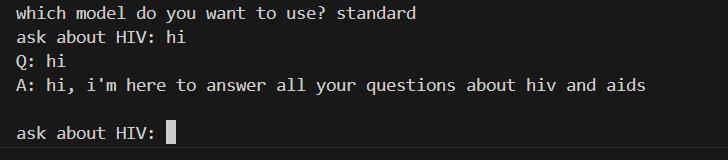 which model do you want to use? standard
ask about HIV: hi
Q: hi
A: hi, i'm here to answer all your questions about hiv and aids
ask about HIV: